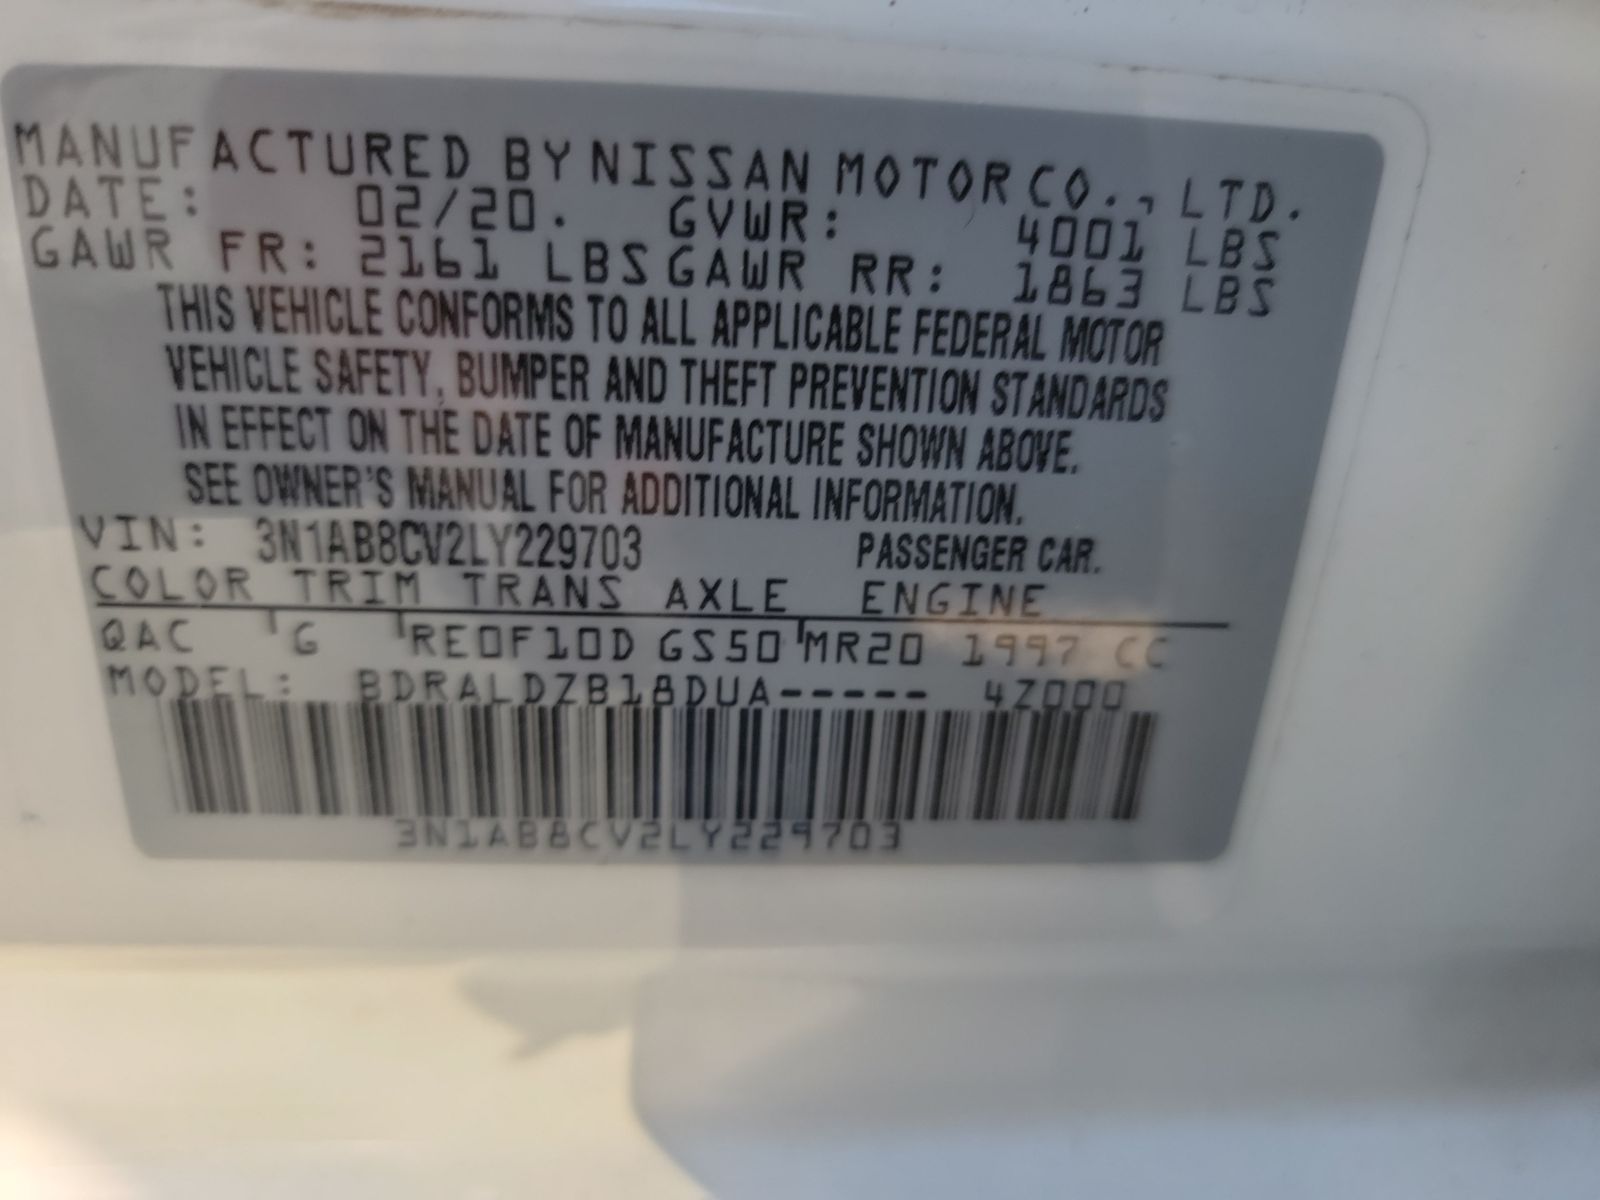 MANUFACTURED BY NISSAN MOTOR CO., LTD.
DATE: 02/20. GVWR: 4001 LBS
GAWR FR: 2161 LBS GAWR RR: 1863 LBS
THIS VEHICLE CONFORMS TO ALL APPLICABLE FEDERAL MOTOR
VEHICLE SAFETY, BUMPER AND THEFT PREVENTION STANDARDS
IN EFFECT ON THE DATE OF MANUFACTURE SHOWN ABOVE.
SEE OWNER'S MANUAL FOR ADDITIONAL INFORMATION.
VIN: 3N1AB8CV2LY229703 PASSENGER CAR.
COLOR TRIM TRANS AXLE ENGINE
QAC G RE0F10D GS50 MR20 1997 CC
MODEL: BDRALDZB18DUA----- 4Z000
3N1AB8CV2LY229703